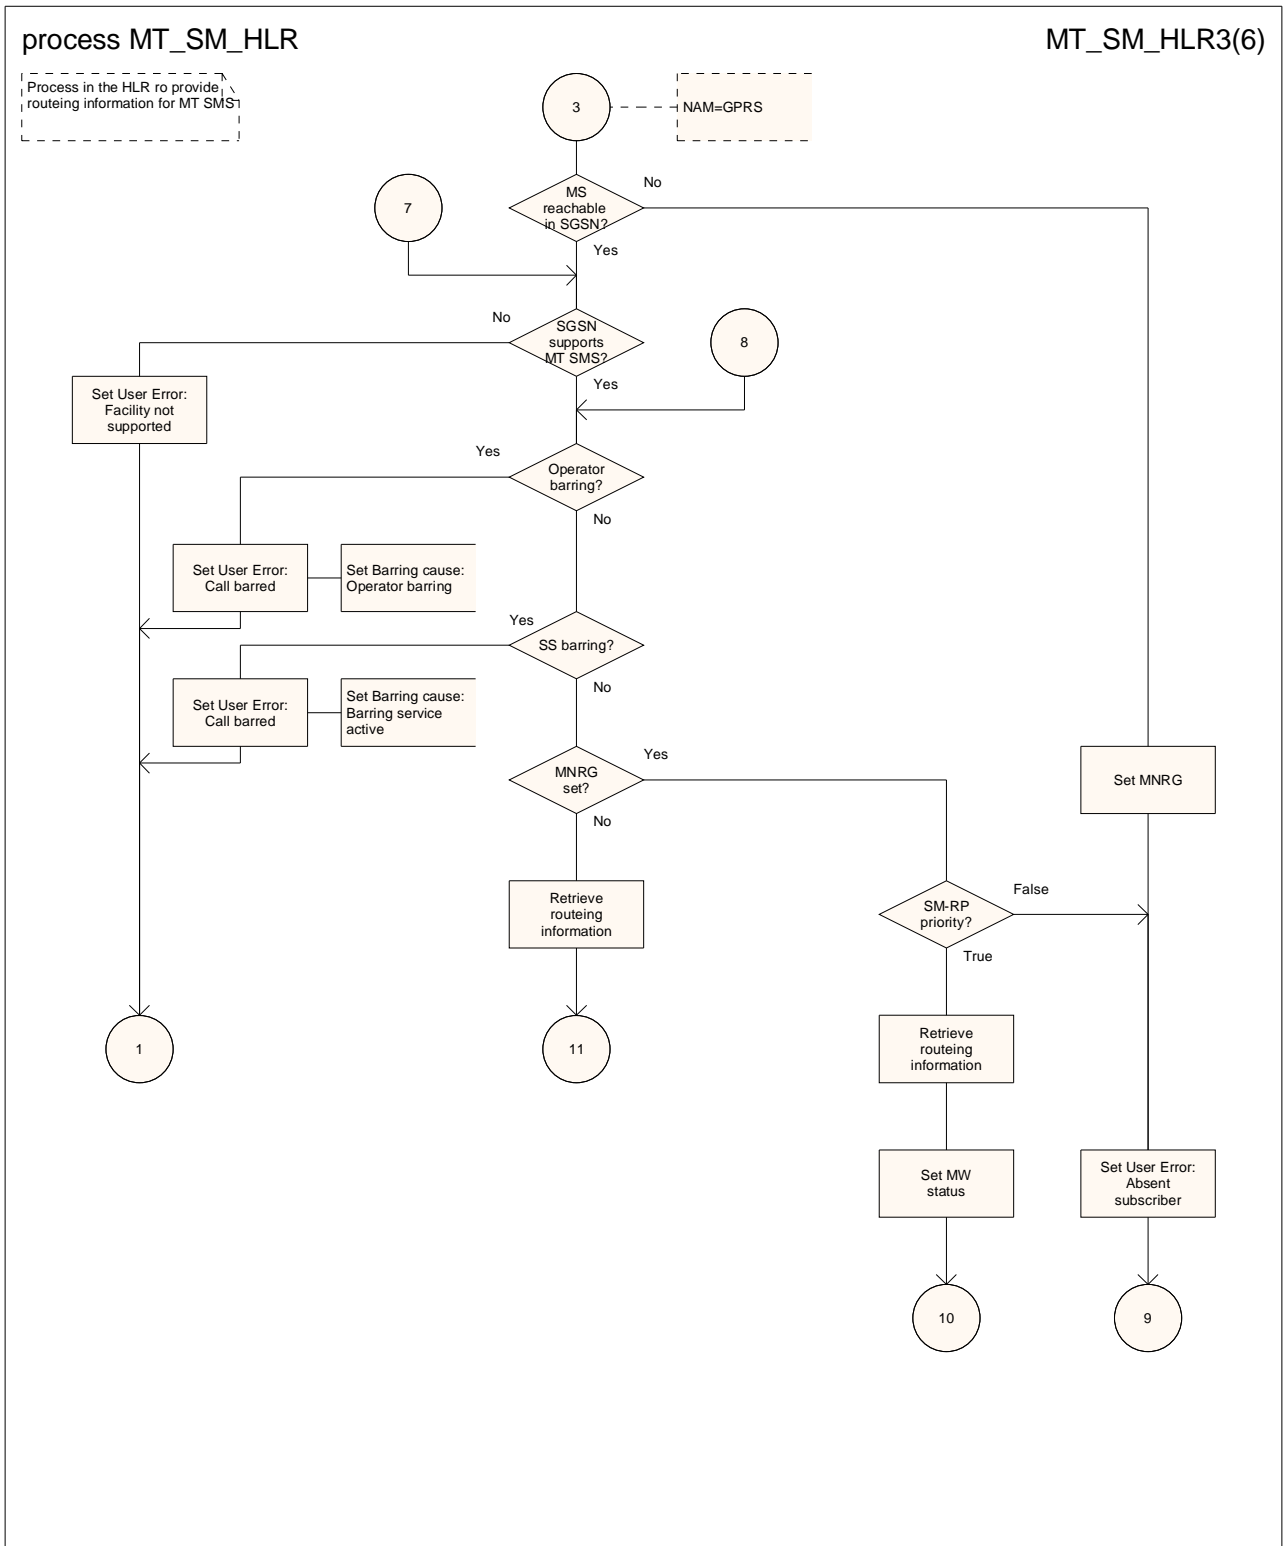 process MT_SM_HLR
MT_SM_HLR3(6)
Process in the HLR ro provide
routeing information for MT SMS
3
NAM=GPRS
MS
reachable
in SGSN?
No
Yes
7
SGSN
supports
MT SMS?
No
Yes
8
Set User Error:
Facility not
supported
Operator
barring?
Yes
No
Set User Error:
Call barred
Set Barring cause:
Operator barring
SS barring?
Yes
No
Set User Error:
Call barred
Set Barring cause:
Barring service
active
MNRG
set?
Yes
No
Set MNRG
Retrieve
routeing
information
SM-RP
priority?
False
True
1
11
Retrieve
routeing
information
Set MW
status
Set User Error:
Absent
subscriber
10
9